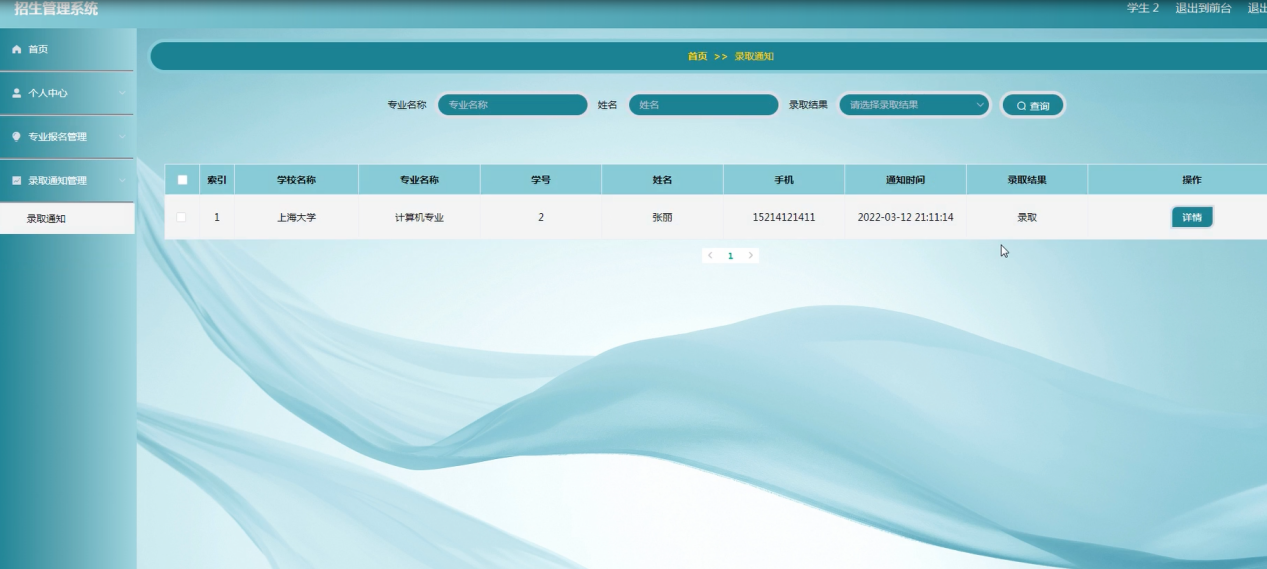 招生管理系统
学生 2 退出到前台 退出
首页
个人中心
专业报名管理
录取通知管理
录取通知
首页 >> 录取通知
专业名称 专业名称 姓名 姓名 录取结果 请选择录取结果 查询
索引 学校名称 专业名称 学号 姓名 手机 通知时间 录取结果 操作
1 上海大学 计算机专业 2 张丽 15214121411 2022-03-12 21:11:14 录取 详情
< 1 >